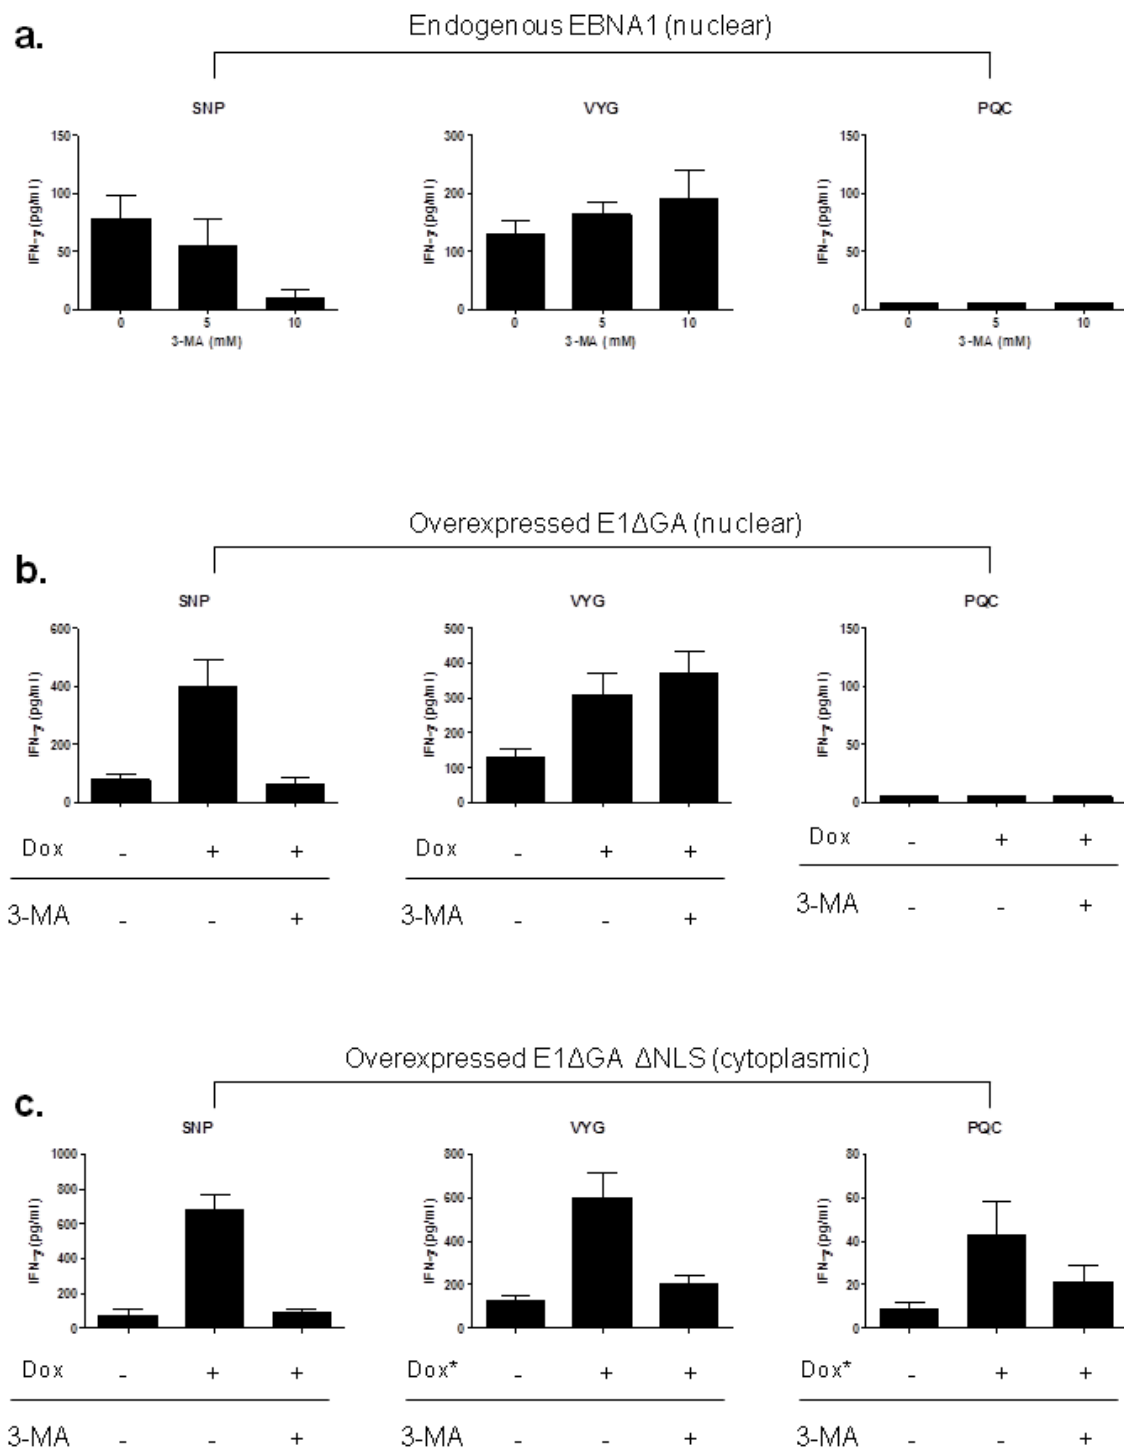 a.
Endogenous EBNA1 (nuclear)
SNP
VYG
PQC
IFN-γ (pg/ml)
150
100
50
0
0 5 10
3-MA (mM)
IFN-γ (pg/ml)
300
200
100
0
0 5 10
3-MA (mM)
IFN-γ (pg/ml)
150
100
50
0
0 5 10
3-MA (mM)
b.
Overexpressed E1ΔGA (nuclear)
SNP
VYG
PQC
IFN-γ (pg/ml)
600
400
200
0
IFN-γ (pg/ml)
500
400
300
200
100
0
IFN-γ (pg/ml)
150
100
50
0
Dox - + +
3-MA - - +
Dox - + +
3-MA - - +
Dox - + +
3-MA - - +
c.
Overexpressed E1ΔGA ΔNLS (cytoplasmic)
SNP
VYG
PQC
IFN-γ (pg/ml)
1000
800
600
400
200
0
IFN-γ (pg/ml)
800
600
400
200
0
IFN-γ (pg/ml)
80
60
40
20
0
Dox - + +
3-MA - - +
Dox* - + +
3-MA - - +
Dox* - + +
3-MA - - +